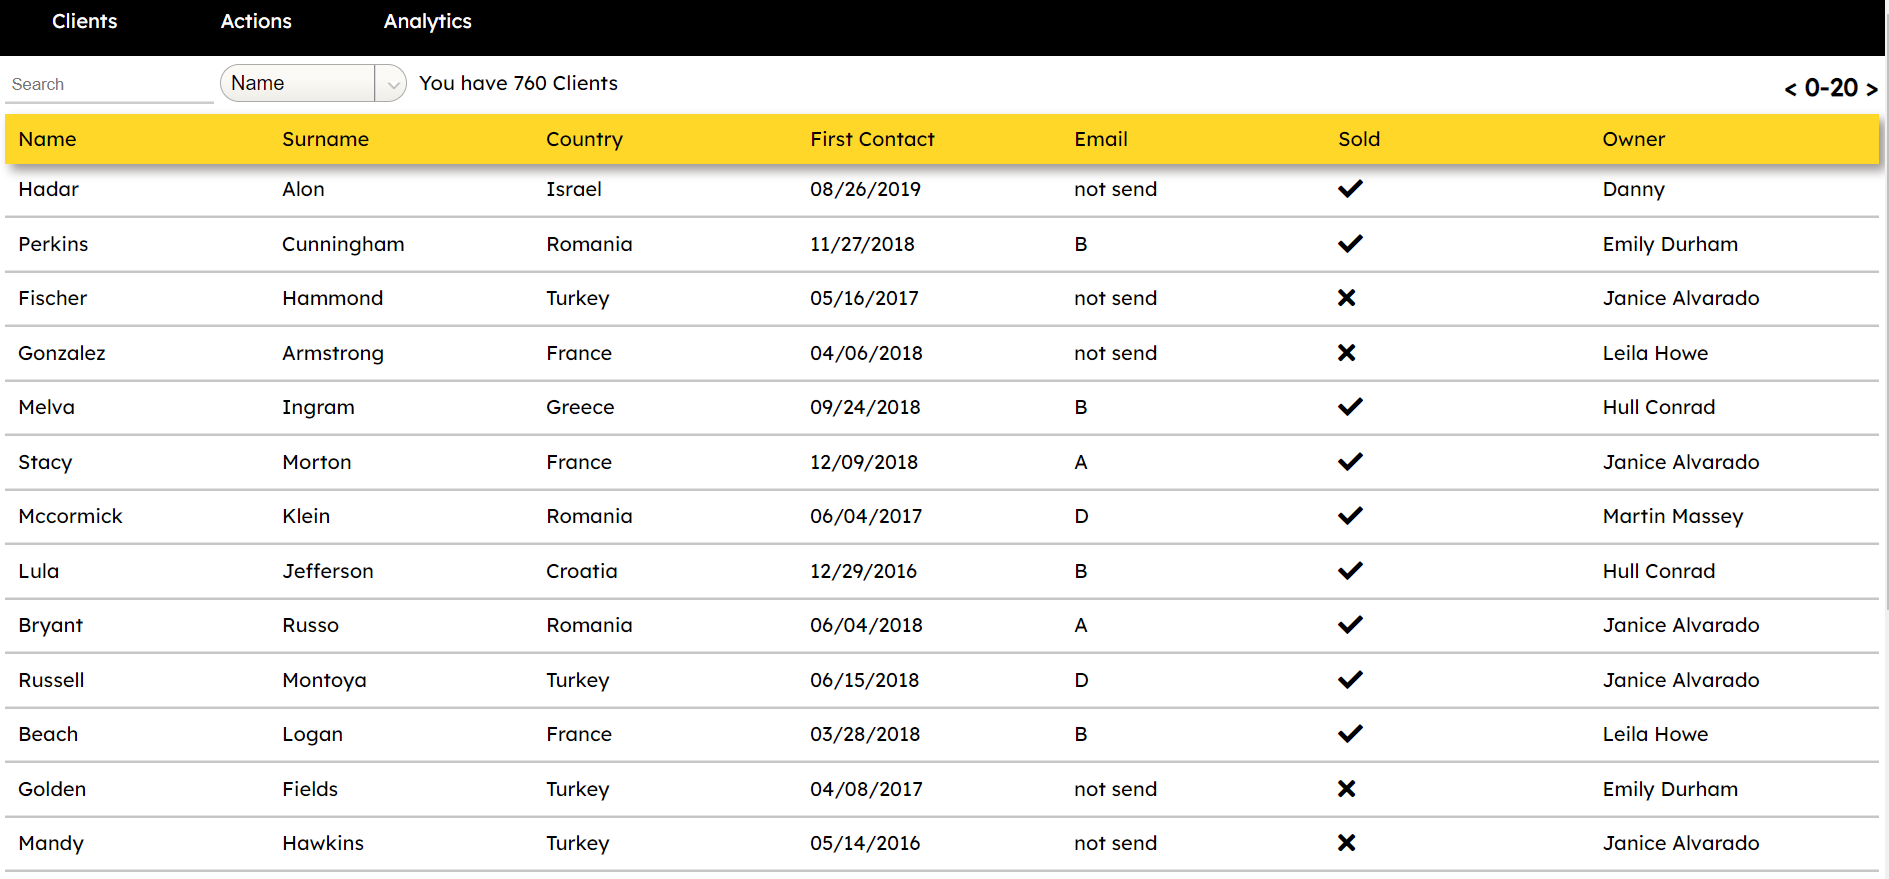 Clients Actions Analytics
Search Name You have 760 Clients < 0-20 >
Name Surname Country First Contact Email Sold Owner
Hadar Alon Israel 08/26/2019 not send ✔ Danny
Perkins Cunningham Romania 11/27/2018 B ✔ Emily Durham
Fischer Hammond Turkey 05/16/2017 not send ✖ Janice Alvarado
Gonzalez Armstrong France 04/06/2018 not send ✖ Leila Howe
Melva Ingram Greece 09/24/2018 B ✔ Hull Conrad
Stacy Morton France 12/09/2018 A ✔ Janice Alvarado
Mccormick Klein Romania 06/04/2017 D ✔ Martin Massey
Lula Jefferson Croatia 12/29/2016 B ✔ Hull Conrad
Bryant Russo Romania 06/04/2018 A ✔ Janice Alvarado
Russell Montoya Turkey 06/15/2018 D ✔ Janice Alvarado
Beach Logan France 03/28/2018 B ✔ Leila Howe
Golden Fields Turkey 04/08/2017 not send ✖ Emily Durham
Mandy Hawkins Turkey 05/14/2016 not send ✖ Janice Alvarado